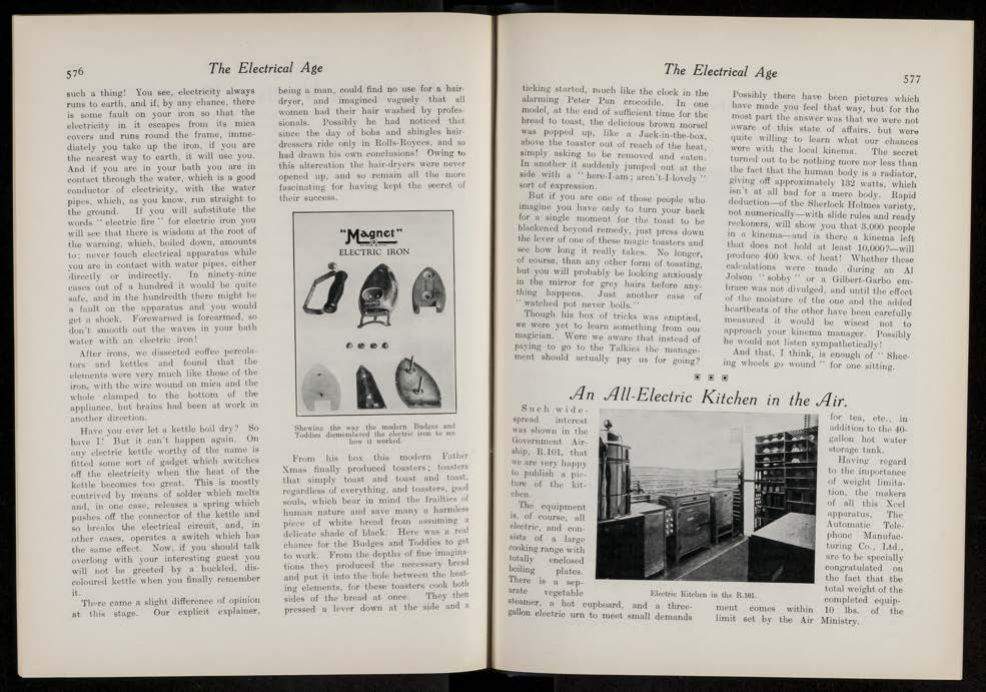 576
The Electrical Age
such a thing! You see, electricity always
runs to earth, and if, by any chance, there
is some fault on your iron so that the
electricity in it escapes from its mica
covers and runs round the frame, imme-
diately you take up the iron, if you are
the nearest way to earth, it will use you.
And if you are in your bath you are in
contact through the water, which is a good
conductor of electricity, with the water
pipes, which, as you know, run straight to
the ground. If you will substitute the
words "electric fire" for electric iron you
will see that there is wisdom at the root of
the warning, which, boiled down, amounts
to: never touch electrical apparatus while
you are in contact with water pipes, either
directly or indirectly. In ninety-nine
cases out of a hundred it would be quite
safe, and in the hundredth there might be
a fault on the apparatus and you would
get a shock. Forewarned is forearmed, so
don't smooth out the waves in your bath
water with an electric iron!
After irons, we dissected coffee percola-
tors and kettles and found that the
elements were very much like those of the
iron, with the wire wound on mica and the
whole clamped to the bottom of the
appliance, but brains had been at work in
another direction.
Have you ever let a kettle boil dry? So
have I! But it can't happen again. On
any electric kettle worthy of the name is
fitted some sort of gadget which switches
off the electricity when the heat of the
kettle becomes too great. This is mostly
contrived by means of solder which melts
and, in one case, releases a spring which
pushes off the connector of the kettle and
so breaks the electrical circuit, and, in
other cases, operates a switch which has
the same effect. Now, if you should talk
overlong with your interesting guest you
will not be greeted by a buckled, dis-
coloured kettle when you finally remember
it.
There came a slight difference of opinion
at this stage. Our explicit explainer,
being a man, could find no use for a hair-
dryer, and imagined vaguely that all
women had their hair washed by profes-
sionals. Possibly he had noticed that
since the day of bobs and shingles hair-
dressers ride only in Rolls-Royces, and so
had drawn his own conclusions! Owing to
this altercation the hair-dryers were never
opened up, and so remain all the more
fascinating for having kept the secret of
their success.
"Magnet"
ELECTRIC IRON
Shewing the way the modern Budges and
Toddies dismembered the electric iron to see
how it worked.
From his box this modern Father
Xmas finally produced toasters; toasters
that simply toast and toast and toast,
regardless of everything, and toasters, good
souls, which bear in mind the frailties of
human nature and save many a harmless
piece of white bread from assuming a
delicate shade of black. Here was a real
chance for the Budges and Toddies to get
to work. From the depths of fine imagina-
tions they produced the necessary bread
and put it into the hole between the heat-
ing elements, for these toasters cook both
sides of the bread at once. They then
pressed a lever down at the side and a
The Electrical Age
577
ticking started, much like the clock in the
alarming Peter Pan crocodile. In one
model, at the end of sufficient time for the
bread to toast, the delicious brown morsel
was popped up, like a Jack-in-the-box,
above the toaster out of reach of the heat,
simply asking to be removed and eaten.
In another it suddenly jumped out at the
side with a "here-I-am; aren't-I-lovely"
sort of expression.
But if you are one of those people who
imagine you have only to turn your back
for a single moment for the toast to be
blackened beyond remedy, just press down
the lever of one of these magic toasters and
see how long it really takes. No longer,
of course, than any other form of toasting,
but you will probably be looking anxiously
in the mirror for grey hairs before any-
thing happens. Just another case of
"watched pot never boils."
Though his box of tricks was emptied,
we were yet to learn something from our
magician. Were we aware that instead of
paying to go to the Talkies the manage-
ment should actually pay us for going?
Possibly there have been pictures which
have made you feel that way, but for the
most part the answer was that we were not
aware of this state of affairs, but were
quite willing to learn what our chances
were with the local kinema. The secret
turned out to be nothing more nor less than
the fact that the human body is a radiator,
giving off approximately 132 watts, which
isn't at all bad for a mere body. Rapid
deduction—of the Sherlock Holmes variety,
not numerically—with slide rules and ready
reckoners, will show you that 3,000 people
in a kinema—and is there a kinema left
that does not hold at least 10,000?—will
produce 400 kws. of heat! Whether these
calculations were made during an Al
Jolson "sobby" or a Gilbert-Garbo em-
brace was not divulged, and until the effect
of the moisture of the one and the added
heartbeats of the other have been carefully
measured it would be wisest not to
approach your kinema manager. Possibly
he would not listen sympathetically!
And that, I think, is enough of "Shee-
ing wheels go wound" for one sitting.
An All-Electric Kitchen in the Air.
Such wide-
spread interest
was shown in the
Government Air-
ship, R.101, that
we are very happy
to publish a pic-
ture of the kit-
chen.
The equipment
is, of course, all
electric, and con-
sists of a large
cooking range with
totally enclosed
boiling plates.
There is a sep-
arate vegetable
steamer, a hot cupboard, and a three-
gallon electric urn to meet small demands
Electric Kitchen in the R.101.
for tea, etc., in
addition to the 40-
gallon hot water
storage tank.
Having regard
to the importance
of weight limita-
tion, the makers
of all this Xcel
apparatus, The
Automatic Tele-
phone Manufac-
turing Co., Ltd.,
are to be specially
congratulated on
the fact that the
total weight of the
completed equip-
ment comes within 10 lbs. of the
limit set by the Air Ministry.